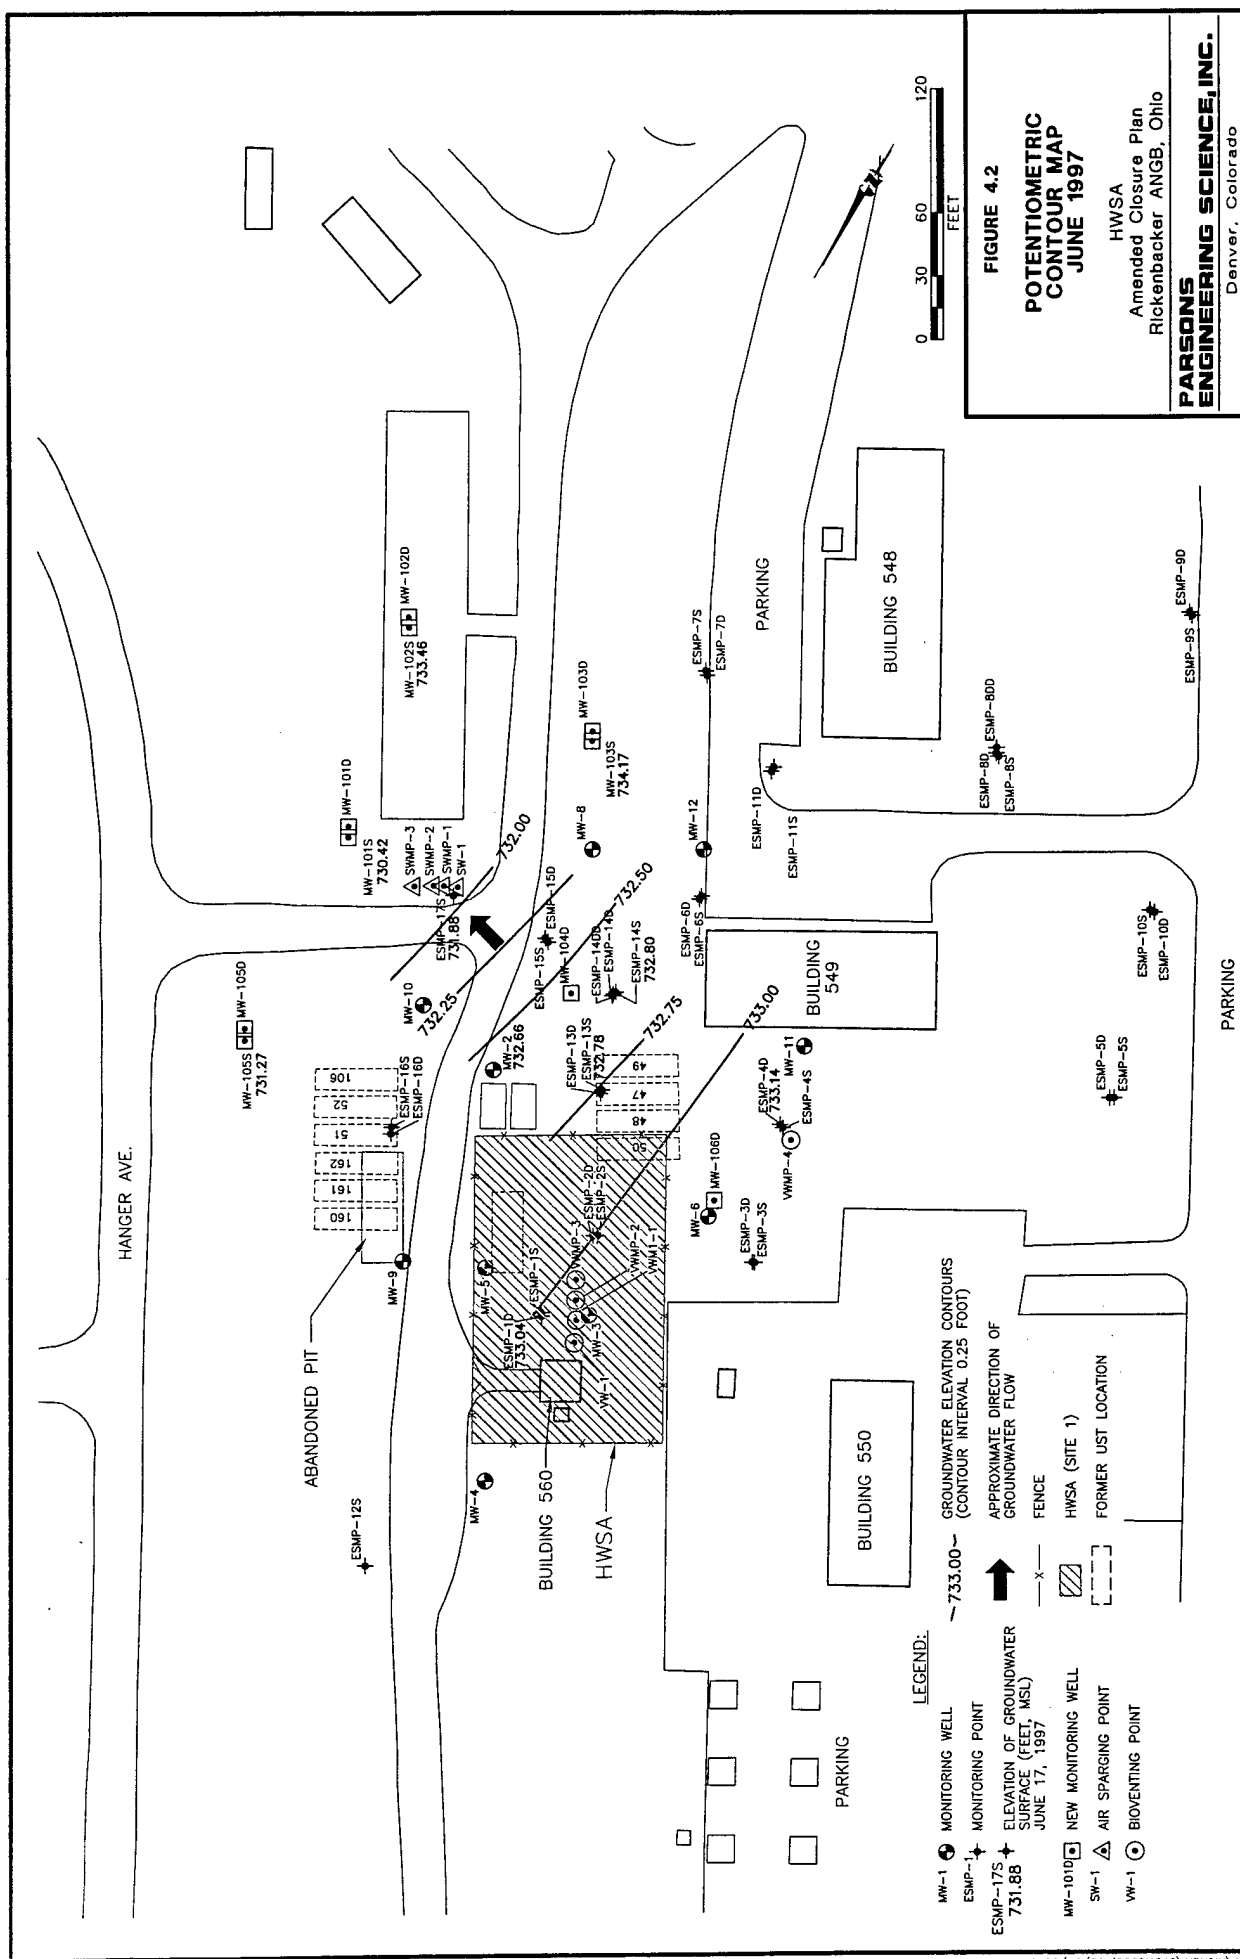 HANGER AVE.
ABANDONED PIT
160
161
162
51
52
106
MW-105S
731.27
MW-105D
MW-101S
730.42
MW-101D
MW-102S
733.46
MW-102D
MW-103S
734.17
MW-103D
SWMP-3
SWMP-2
SWMP-1
SW-1
ESMP-17S
731.88
ESMP-16S
ESMP-16D
ESMP-12S
MW-9
MW-10
MW-4
MW-5
MW-2
732.66
MW-8
MW-12
732.00
732.25
732.50
732.75
733.00
ESMP-15S
ESMP-15D
MW-104D
ESMP-14DD
ESMP-14D
ESMP-14S
732.80
ESMP-13D
ESMP-13S
732.78
49
47
48
50
ESMP-1D
733.04
ESMP-1S
VWMP-3
ESMP-2D
ESMP-2S
VWMP-2
VWM1-1
MW-3
VW-1
BUILDING 560
HWSA
MW-6
MW-106D
ESMP-3D
ESMP-3S
VWMP-4
ESMP-4D
733.14
ESMP-4S
MW-11
ESMP-6D
ESMP-6S
ESMP-7S
ESMP-7D
ESMP-11D
ESMP-11S
PARKING
BUILDING 548
BUILDING
549
BUILDING 550
ESMP-8D
ESMP-8S
ESMP-8DD
ESMP-9S
ESMP-9D
ESMP-10S
ESMP-10D
ESMP-5D
ESMP-5S
PARKING
PARKING
LEGEND:
MW-1 MONITORING WELL
ESMP-1 MONITORING POINT
ESMP-17S
731.88
ELEVATION OF GROUNDWATER
SURFACE (FEET, MSL)
JUNE 17, 1997
MW-101D NEW MONITORING WELL
SW-1 AIR SPARGING POINT
VW-1 BIOVENTING POINT
—733.00~ GROUNDWATER ELEVATION CONTOURS
(CONTOUR INTERVAL 0.25 FOOT)
APPROXIMATE DIRECTION OF
GROUNDWATER FLOW
—x— FENCE
HWSA (SITE 1)
FORMER UST LOCATION
0 30 60 120
FEET
FIGURE 4.2
POTENTIOMETRIC
CONTOUR MAP
JUNE 1997
HWSA
Amended Closure Plan
Rickenbacker ANGB, Ohio
PARSONS
ENGINEERING SCIENCE, INC.
Denver, Colorado